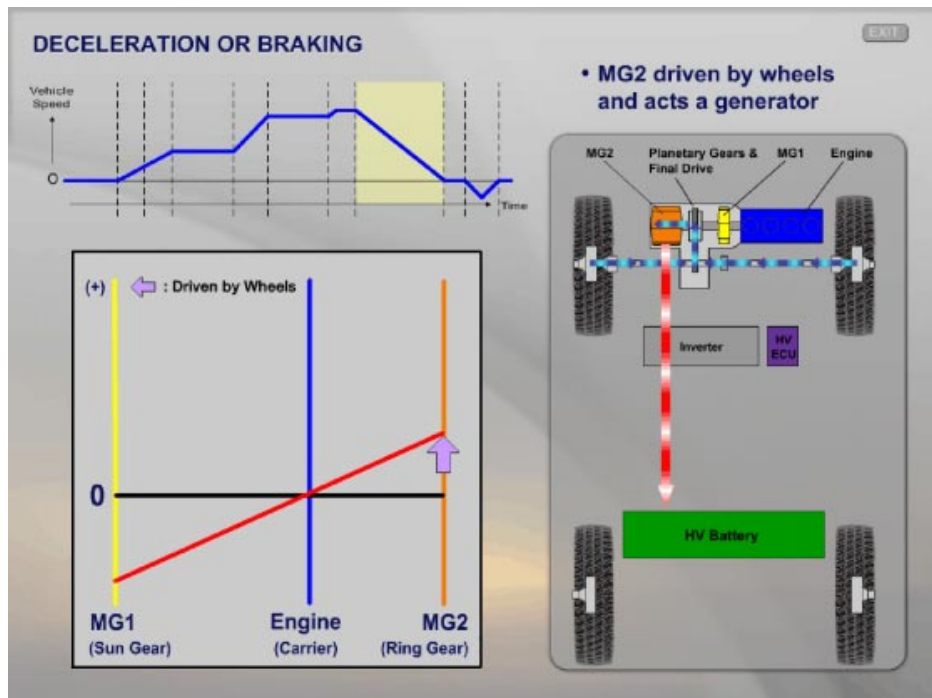 EXIT
DECELERATION OR BRAKING
Vehicle
Speed
O
Time
• MG2 driven by wheels
and acts a generator
MG2
Planetary Gears &
Final Drive
MG1
Engine
Inverter
HV
ECU
HV Battery
(+)
: Driven by Wheels
0
MG1
(Sun Gear)
Engine
(Carrier)
MG2
(Ring Gear)